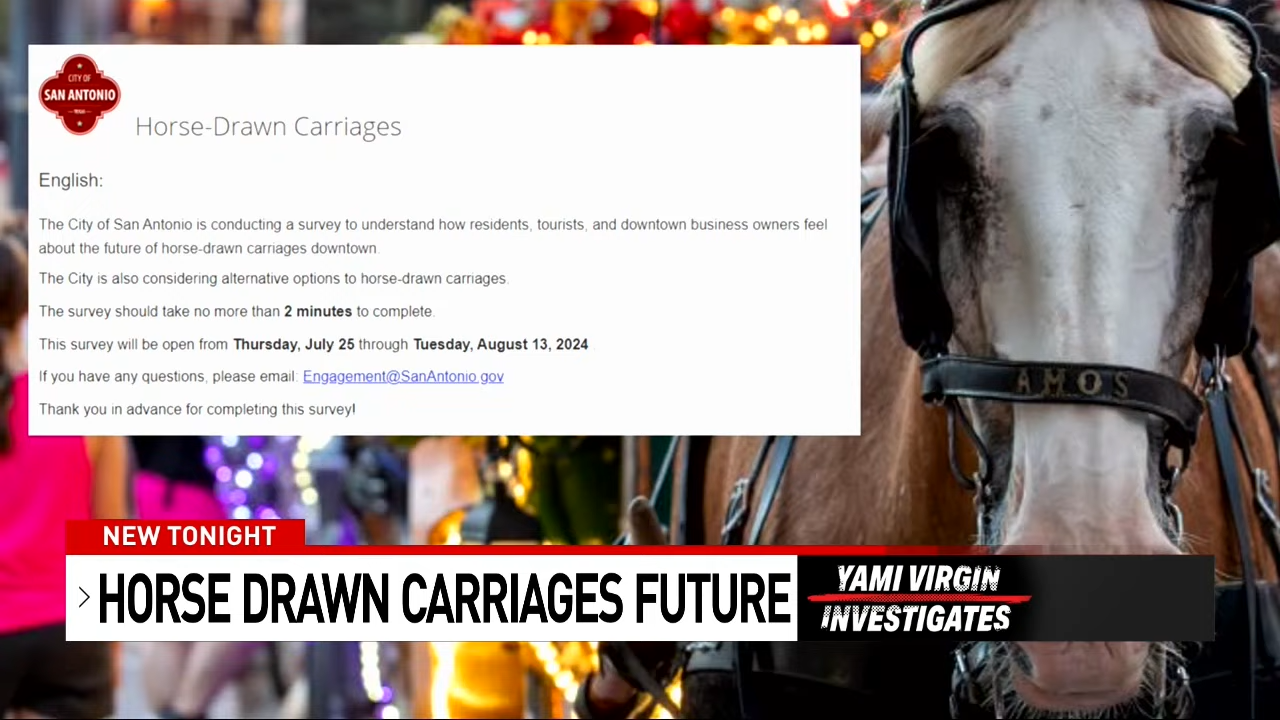 CITY OF
SAN ANTONIO
TEXAS
Horse-Drawn Carriages
English:
The City of San Antonio is conducting a survey to understand how residents, tourists, and downtown business owners feel
about the future of horse-drawn carriages downtown.
The City is also considering alternative options to horse-drawn carriages.
The survey should take no more than 2 minutes to complete.
This survey will be open from Thursday, July 25 through Tuesday, August 13, 2024
If you have any questions, please email: Engagement@SanAntonio.gov
Thank you in advance for completing this survey!
AMOS
NEW TONIGHT
HORSE DRAWN CARRIAGES FUTURE
YAMI VIRGIN
INVESTIGATES